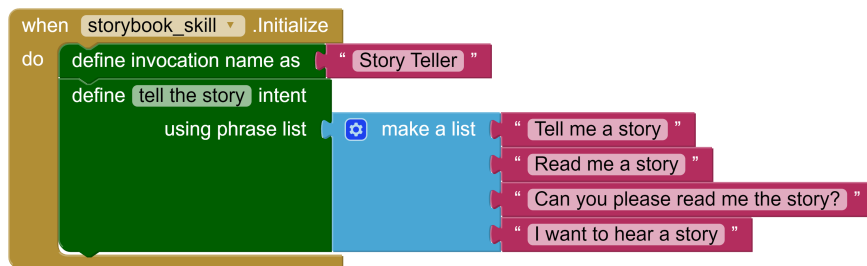 when storybook_skill .Initialize
do define invocation name as “ Story Teller ”
define tell the story intent
using phrase list make a list “ Tell me a story ”
“ Read me a story ”
“ Can you please read me the story? ”
“ I want to hear a story ”